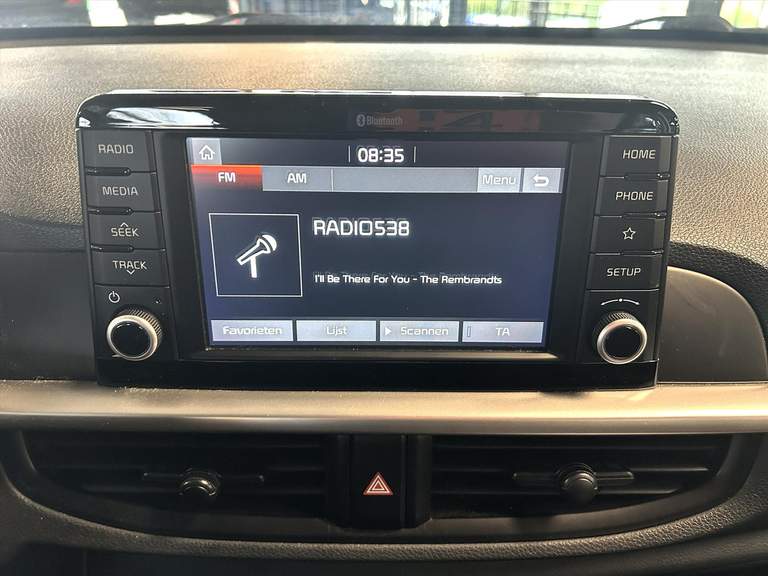 Bluetooth
RADIO
MEDIA
SEEK
TRACK
08:35
FM AM Menu
RADIO538
I'll Be There For You - The Rembrandts
Favorieten Lijst Scannen TA
HOME
PHONE
SETUP